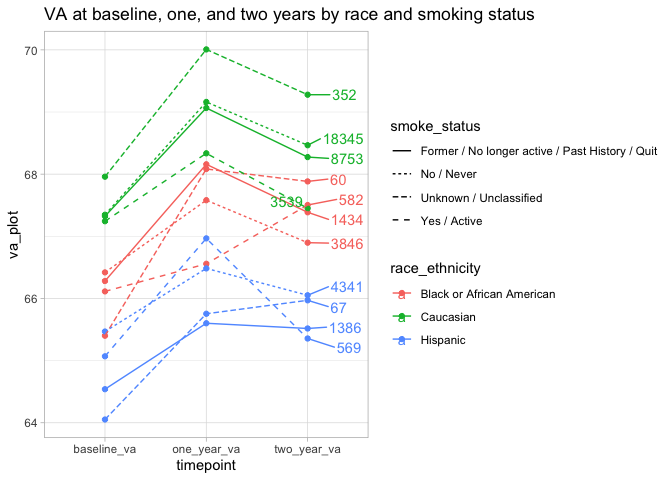 VA at baseline, one, and two years by race and smoking status
70
68
66
64
va_plot
352
18345
8753
60
3539
582
1434
3846
4341
67
1386
569
baseline_va
one_year_va
two_year_va
timepoint
smoke_status
Former / No longer active / Past History / Quit
No / Never
Unknown / Unclassified
Yes / Active
race_ethnicity
a Black or African American
a Caucasian
a Hispanic